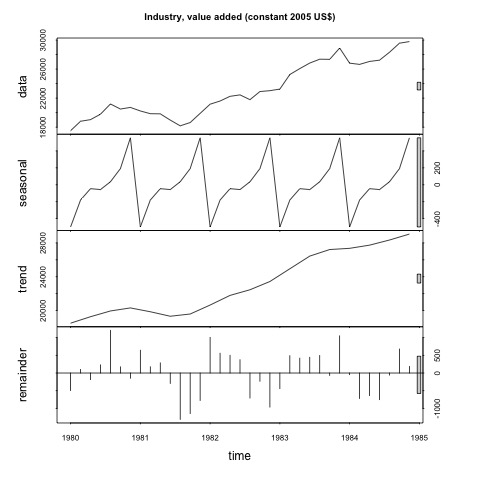 Industry, value added (constant 2005 US$)
data
18000 22000 26000 30000
seasonal
-400 0 200
trend
20000 24000 28000
remainder
-1000 0 500
1980 1981 1982 1983 1984 1985
time